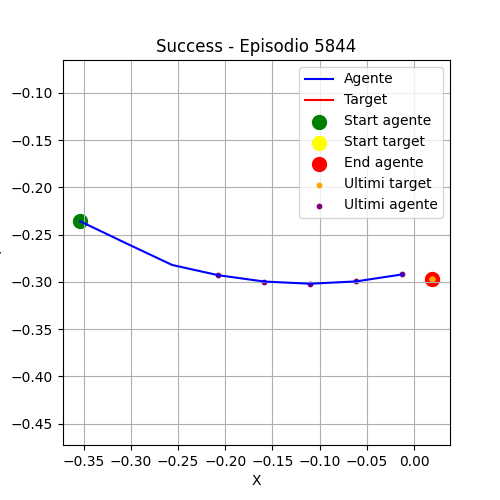 Success - Episodio 5844
Agente
Target
Start agente
Start target
End agente
Ultimi target
Ultimi agente
−0.10
−0.15
−0.20
−0.25
−0.30
−0.35
−0.40
−0.45
−0.35 −0.30 −0.25 −0.20 −0.15 −0.10 −0.05 0.00
X